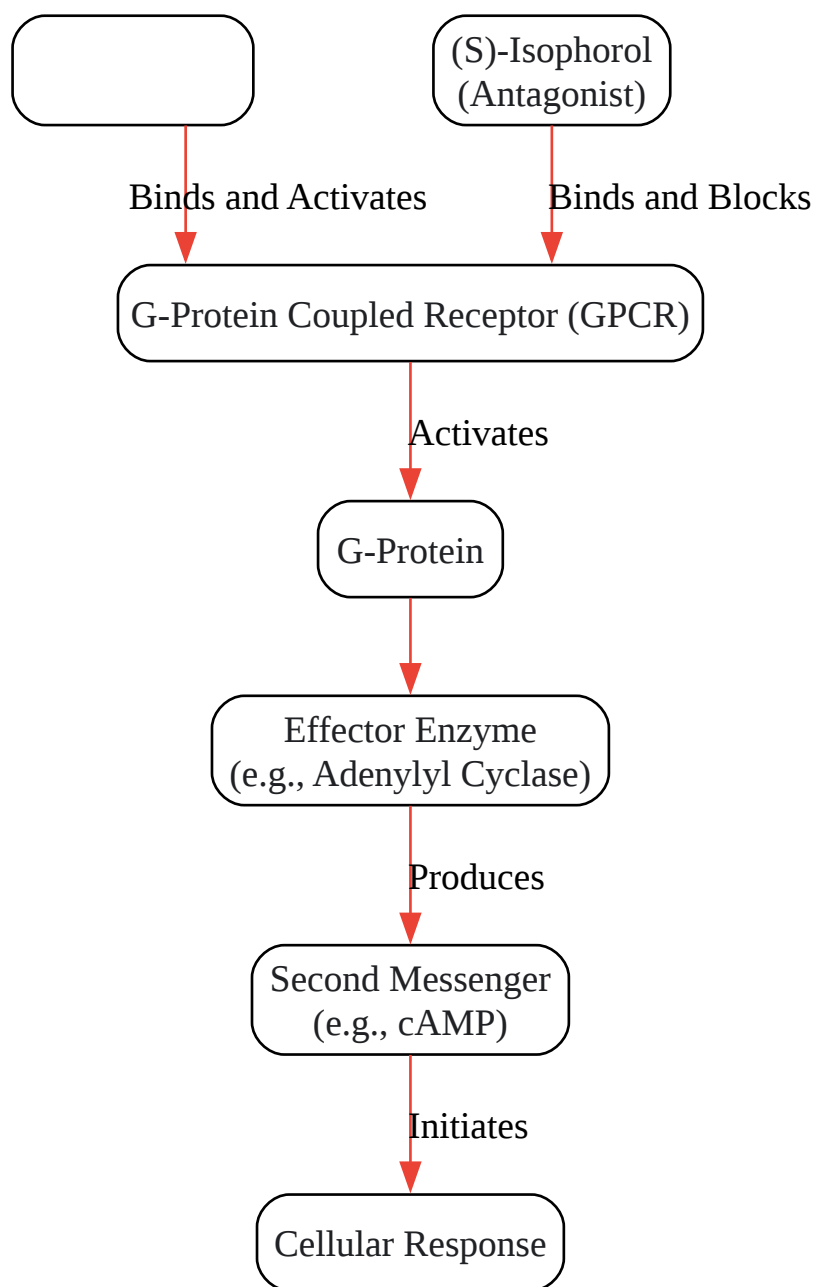 (S)-Isophorol
(Antagonist)
Binds and Activates
Binds and Blocks
G-Protein Coupled Receptor (GPCR)
Activates
G-Protein
Effector Enzyme
(e.g., Adenylyl Cyclase)
Produces
Second Messenger
(e.g., cAMP)
Initiates
Cellular Response